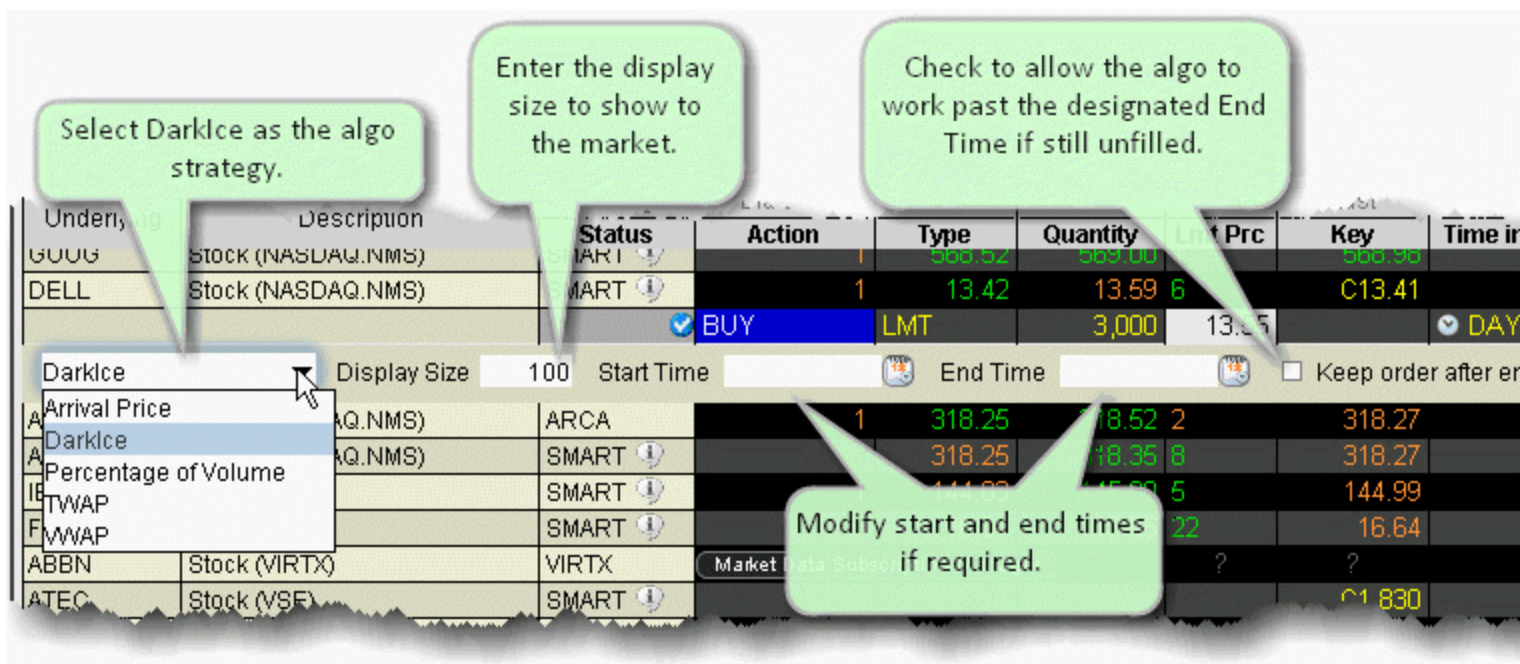 Select DarkIce as the algo
strategy.
Enter the display
size to show to
the market.
Check to allow the algo to
work past the designated End
Time if still unfilled.
Description
Status Action Type Quantity Prc Key
GOOG Stock (NASDAQ.NMS) SMART 1 568.52 569.00 568.98
DELL Stock (NASDAQ.NMS) SMART 1 13.42 13.59 6 C13.41
BUY LMT 3,000 DAY
DarkIce Display Size 100 Start Time End Time Keep order after
Arrival Price
DarkIce
Percentage of Volume
TWAP
VWAP
ARCA 1 318.25 2 318.27
SMART 318.25 8 318.27
SMART 5 144.99
SMART 22 16.64
Modify start and end times
if required.
ABBN Stock (VIRTX) VIRTX Market ? ?
ATEC Stock (VSE) SMART C1.830